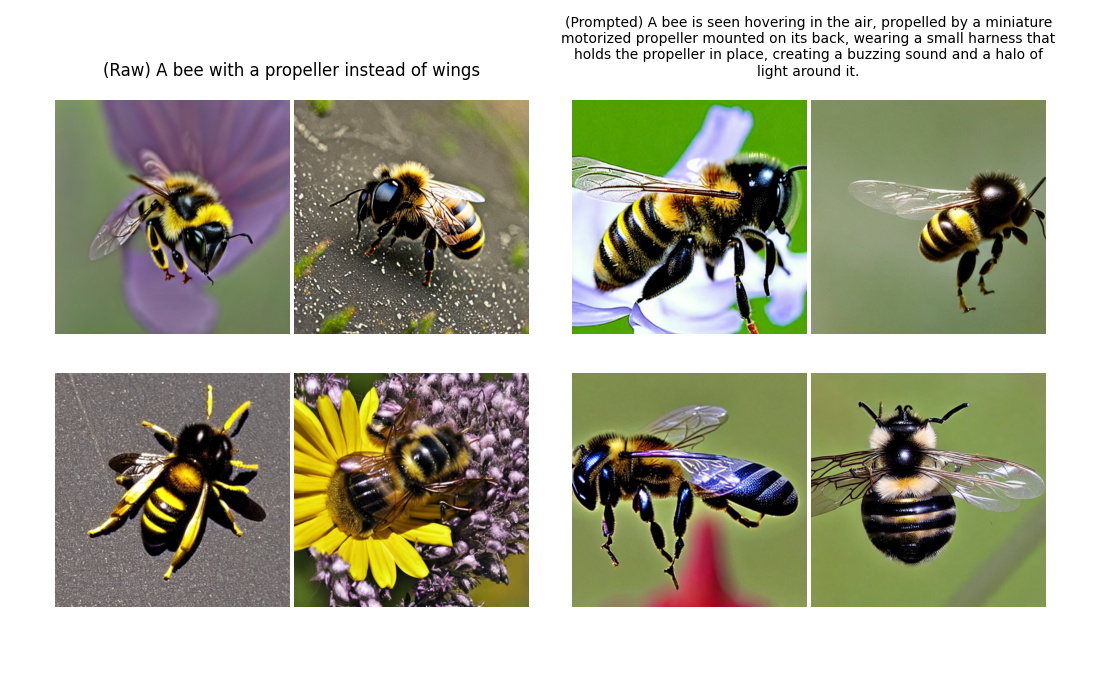 (Raw) A bee with a propeller instead of wings
(Prompted) A bee is seen hovering in the air, propelled by a miniature
motorized propeller mounted on its back, wearing a small harness that
holds the propeller in place, creating a buzzing sound and a halo of
light around it.